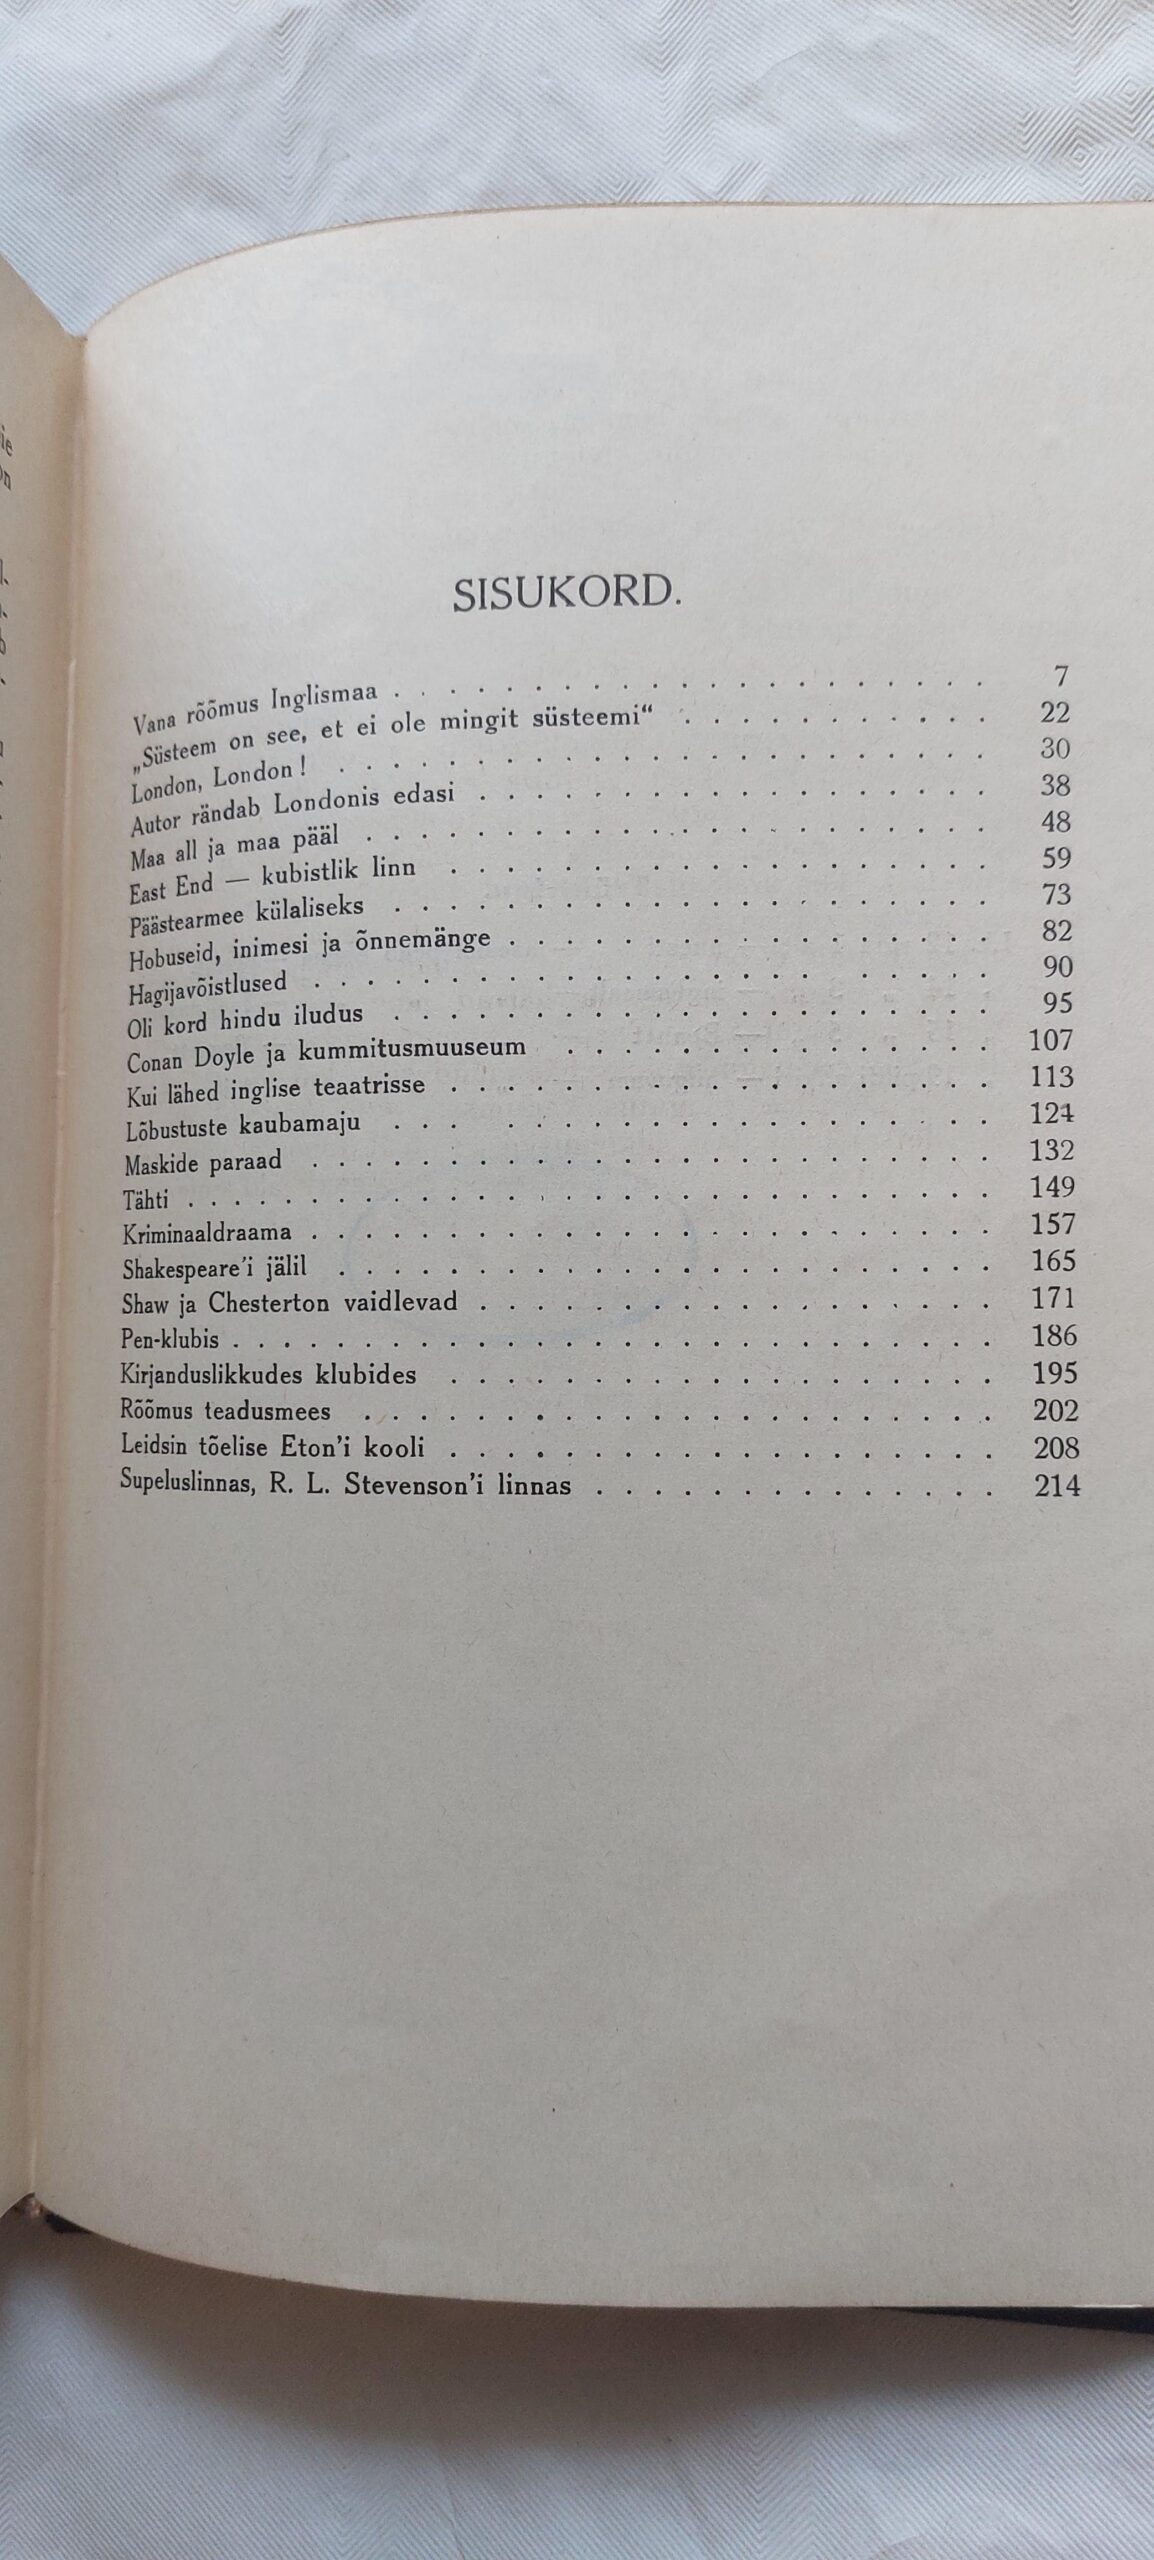 SISUKORD.
Vana rõõmus Inglismaa . . . . . . . . . . . . . . . . . . . . . 7
„Süsteem on see, et ei ole mingit süsteemi“ . . . . . . . . . . . 22
London, London! . . . . . . . . . . . . . . . . . . . . . . . 30
Autor rändab Londonis edasi . . . . . . . . . . . . . . . . . . 38
Maa all ja maa pääl . . . . . . . . . . . . . . . . . . . . . . 48
East End — kubistlik linn . . . . . . . . . . . . . . . . . . . 59
Päästearmee külaliseks . . . . . . . . . . . . . . . . . . . . . 73
Hobuseid, inimesi ja õnnemänge . . . . . . . . . . . . . . . . . 82
Hagijavõistlused . . . . . . . . . . . . . . . . . . . . . . . 90
Oli kord hindu iludus . . . . . . . . . . . . . . . . . . . . . 95
Conan Doyle ja kummitusmuuseum . . . . . . . . . . . . . . . 107
Kui lähed inglise teaatrisse . . . . . . . . . . . . . . . . . . . 113
Lõbustuste kaubamaju . . . . . . . . . . . . . . . . . . . . 124
Maskide paraad . . . . . . . . . . . . . . . . . . . . . . . . 132
Tähti . . . . . . . . . . . . . . . . . . . . . . . . . . . . 149
Kriminaaldraama . . . . . . . . . . . . . . . . . . . . . . . 157
Shakespeare'i jälil . . . . . . . . . . . . . . . . . . . . . . . 165
Shaw ja Chesterton vaidlevad . . . . . . . . . . . . . . . . . . 171
Pen-klubis . . . . . . . . . . . . . . . . . . . . . . . . . . 186
Kirjanduslikkudes klubides . . . . . . . . . . . . . . . . . . . 195
Rõõmus teadusmees . . . . . . . . . . . . . . . . . . . . . . 202
Leidsin tõelise Eton'i kooli . . . . . . . . . . . . . . . . . . . 208
Supeluslinnas, R. L. Stevenson'i linnas . . . . . . . . . . . . . . 214